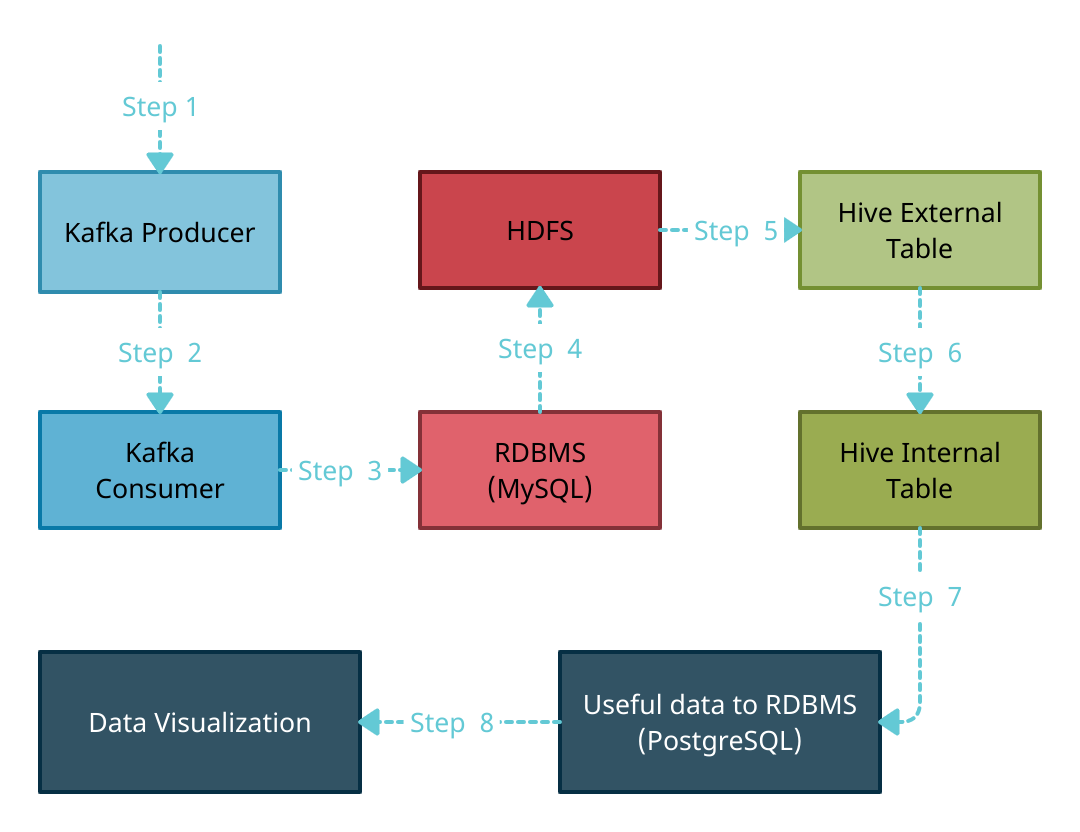 Step 1
Kafka Producer
Step 2
Kafka
Consumer
Step 3
RDBMS
(MySQL)
Step 4
HDFS
Step 5
Hive External
Table
Step 6
Hive Internal
Table
Step 7
Useful data to RDBMS
(PostgreSQL)
Step 8
Data Visualization